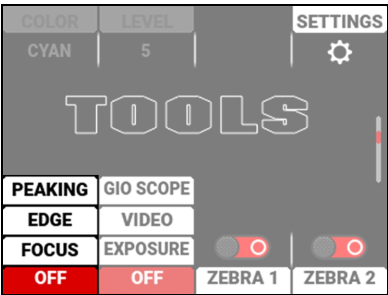 COLOR LEVEL SETTINGS
CYAN 5
TOOLS
PEAKING GIO SCOPE
EDGE VIDEO
FOCUS EXPOSURE
OFF OFF ZEBRA 1 ZEBRA 2